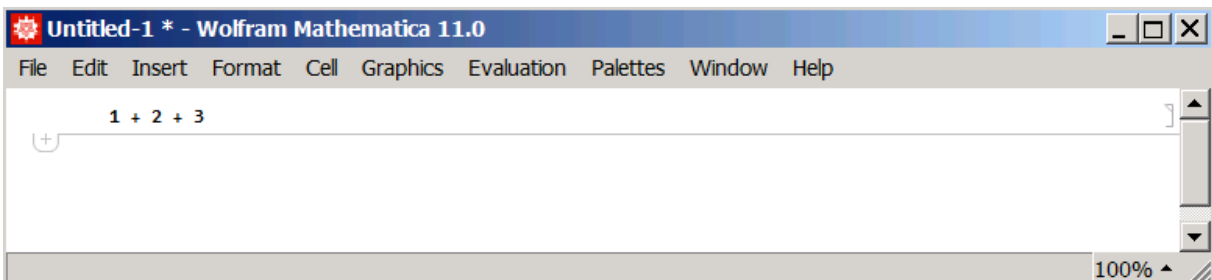 Untitled-1 * - Wolfram Mathematica 11.0
File Edit Insert Format Cell Graphics Evaluation Palettes Window Help
1 + 2 + 3
100%